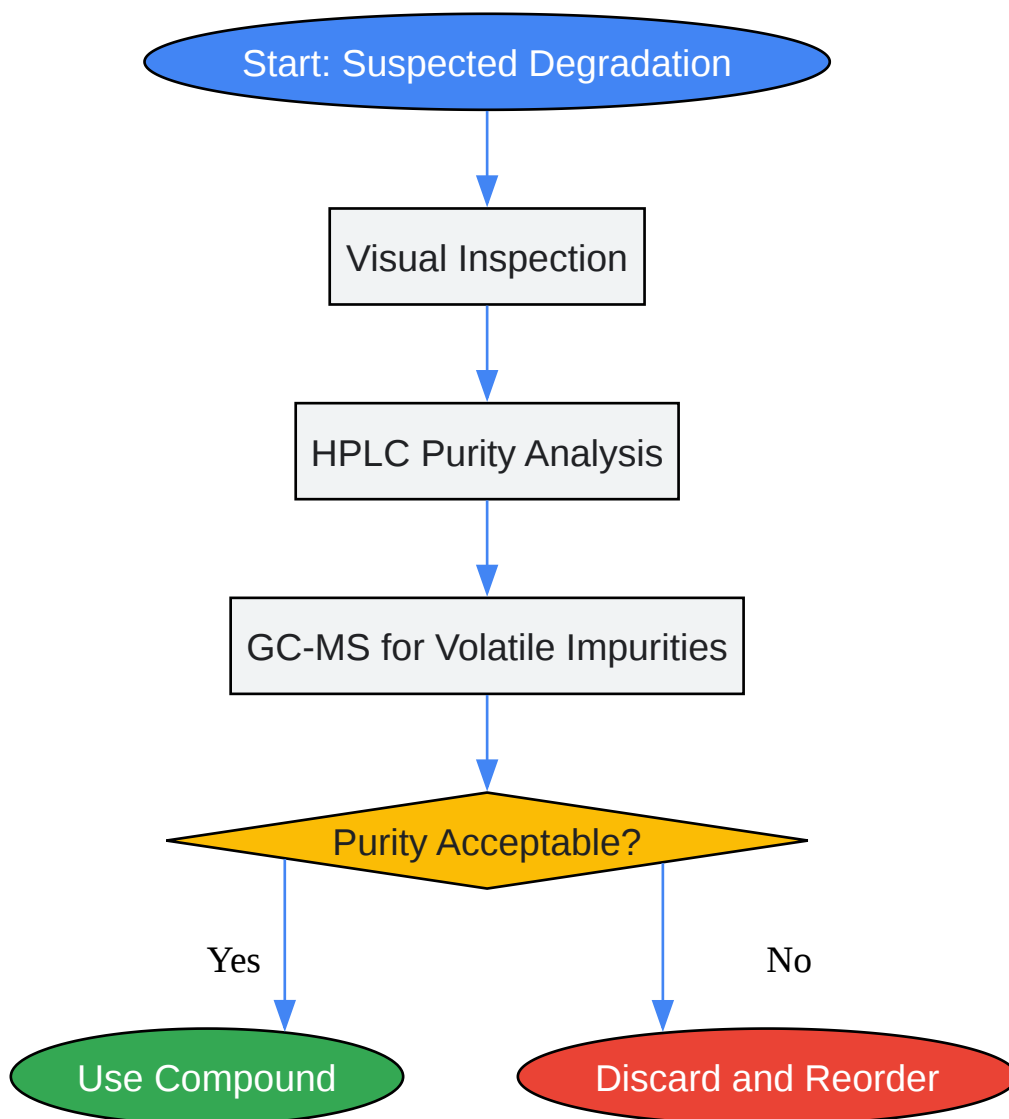 Start: Suspected Degradation
Visual Inspection
HPLC Purity Analysis
GC-MS for Volatile Impurities
Purity Acceptable?
Yes
No
Use Compound
Discard and Reorder